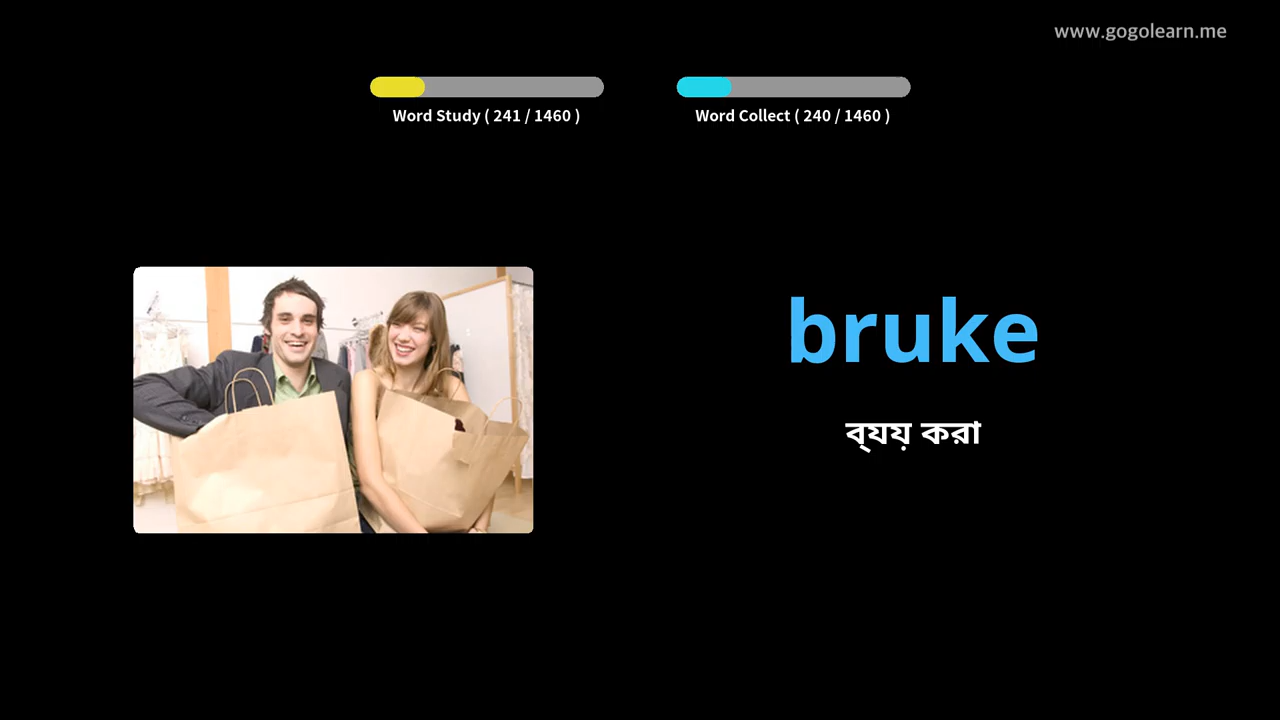 www.gogolearn.me
Word Study ( 241 / 1460 )
Word Collect ( 240 / 1460 )
bruke
ব্যয় করা